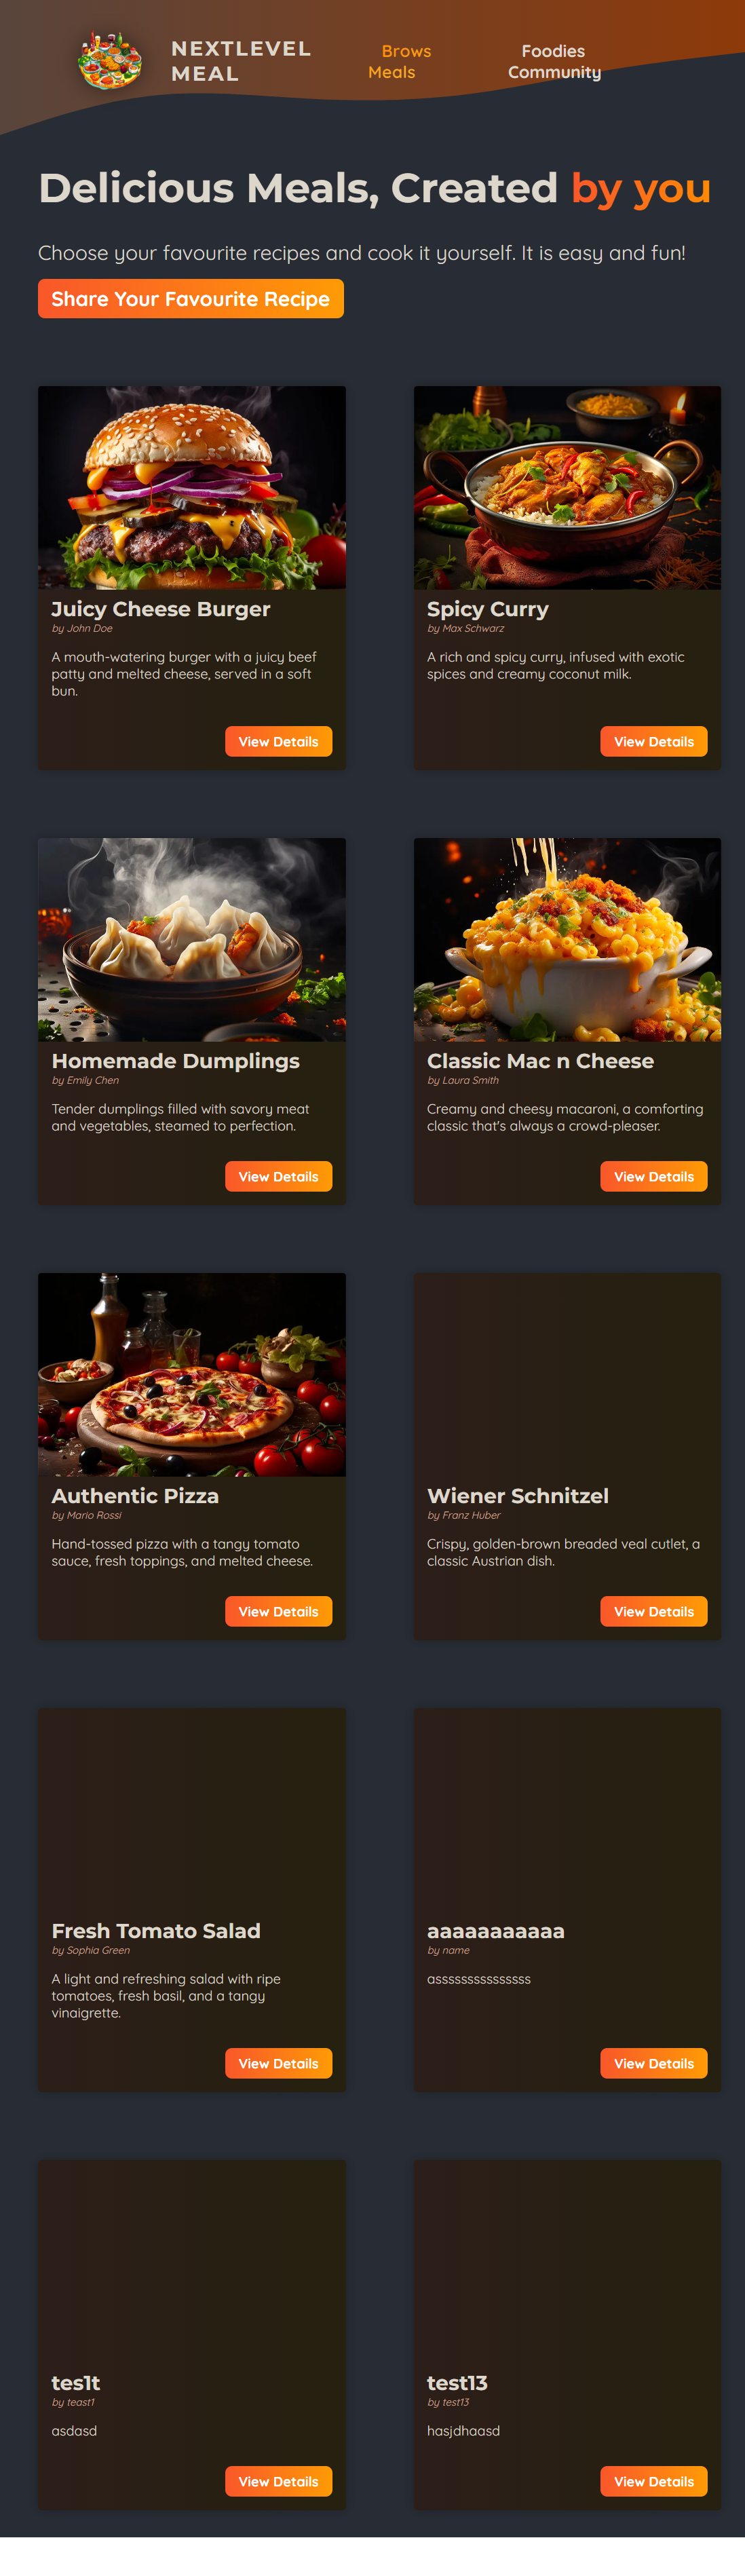 NEXTLEVEL
MEAL
Brows
Meals
Foodies
Community
Delicious Meals, Created by you
Choose your favourite recipes and cook it yourself. It is easy and fun!
Share Your Favourite Recipe
Juicy Cheese Burger
by John Doe
A mouth-watering burger with a juicy beef
patty and melted cheese, served in a soft
bun.
View Details
Spicy Curry
by Max Schwarz
A rich and spicy curry, infused with exotic
spices and creamy coconut milk.
View Details
Homemade Dumplings
by Emily Chen
Tender dumplings filled with savory meat
and vegetables, steamed to perfection.
View Details
Classic Mac n Cheese
by Laura Smith
Creamy and cheesy macaroni, a comforting
classic that's always a crowd-pleaser.
View Details
Authentic Pizza
by Mario Rossi
Hand-tossed pizza with a tangy tomato
sauce, fresh toppings, and melted cheese.
View Details
Wiener Schnitzel
by Franz Huber
Crispy, golden-brown breaded veal cutlet, a
classic Austrian dish.
View Details
Fresh Tomato Salad
by Sophia Green
A light and refreshing salad with ripe
tomatoes, fresh basil, and a tangy
vinaigrette.
View Details
aaaaaaaaaaa
by name
asssssssssssssss
View Details
tes1t
by teast1
asdasd
View Details
test13
by test13
hasjdhaasd
View Details